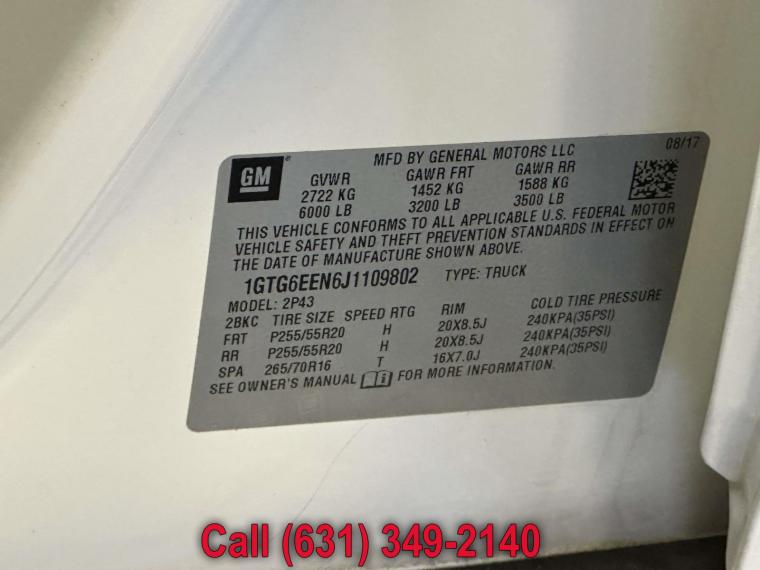 GM
MFD BY GENERAL MOTORS LLC 08/17
GVWR GAWR FRT GAWR RR
2722 KG 1452 KG 1588 KG
6000 LB 3200 LB 3500 LB
THIS VEHICLE CONFORMS TO ALL APPLICABLE U.S. FEDERAL MOTOR
VEHICLE SAFETY AND THEFT PREVENTION STANDARDS IN EFFECT ON
THE DATE OF MANUFACTURE SHOWN ABOVE.
1GTG6EEN6J1109802 TYPE: TRUCK
MODEL: 2P43
2BKC TIRE SIZE SPEED RTG RIM COLD TIRE PRESSURE
FRT P255/55R20 H 20X8.5J 240KPA(35PSI)
RR P255/55R20 H 20X8.5J 240KPA(35PSI)
SPA 265/70R16 T 16X7.0J 240KPA(35PSI)
SEE OWNER'S MANUAL FOR MORE INFORMATION.
Call (631) 349-2140